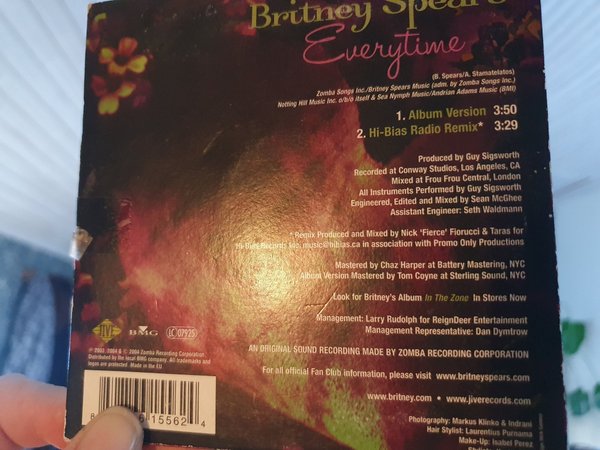 Britney Spears
Everytime
(B. Spears/A. Stamatelatos)
Zomba Songs Inc./Britney Spears Music (adm. by Zomba Songs Inc.)
Notting Hill Music Inc. o/b/o itself & Sea Nymph Music/Andrian Adams Music (BMI)
1. Album Version 3:50
2. Hi-Bias Radio Remix* 3:29
Produced by Guy Sigsworth
Recorded at Conway Studios, Los Angeles, CA
Mixed at Frou Frou Central, London
All Instruments Performed by Guy Sigsworth
Engineered, Edited and Mixed by Sean McGhee
Assistant Engineer: Seth Waldmann
* Remix Produced and Mixed by Nick 'Fierce' Fiorucci & Taras for
Hi-Bias Records Inc. music@hibias.ca in association with Promo Only Productions
Mastered by Chaz Harper at Battery Mastering, NYC
Album Version Mastered by Tom Coyne at Sterling Sound, NYC
Look for Britney's Album In The Zone In Stores Now
Management: Larry Rudolph for ReignDeer Entertainment
Management Representative: Dan Dymtrow
JIVE BMG LC 07925
AN ORIGINAL SOUND RECORDING MADE BY ZOMBA RECORDING CORPORATION
℗ 2003, 2004 & © 2004 Zomba Recording Corporation
Distributed by the local BMG company. All trademarks and
logos are protected. Made in the EU
For all official Fan Club information, please visit www.britneyspears.com
www.britney.com • www.jiverecords.com
8 15562 4
Photography: Markus Klinko & Indrani
Hair Stylist: Laurentius Purnama
Make-Up: Isabel Perez